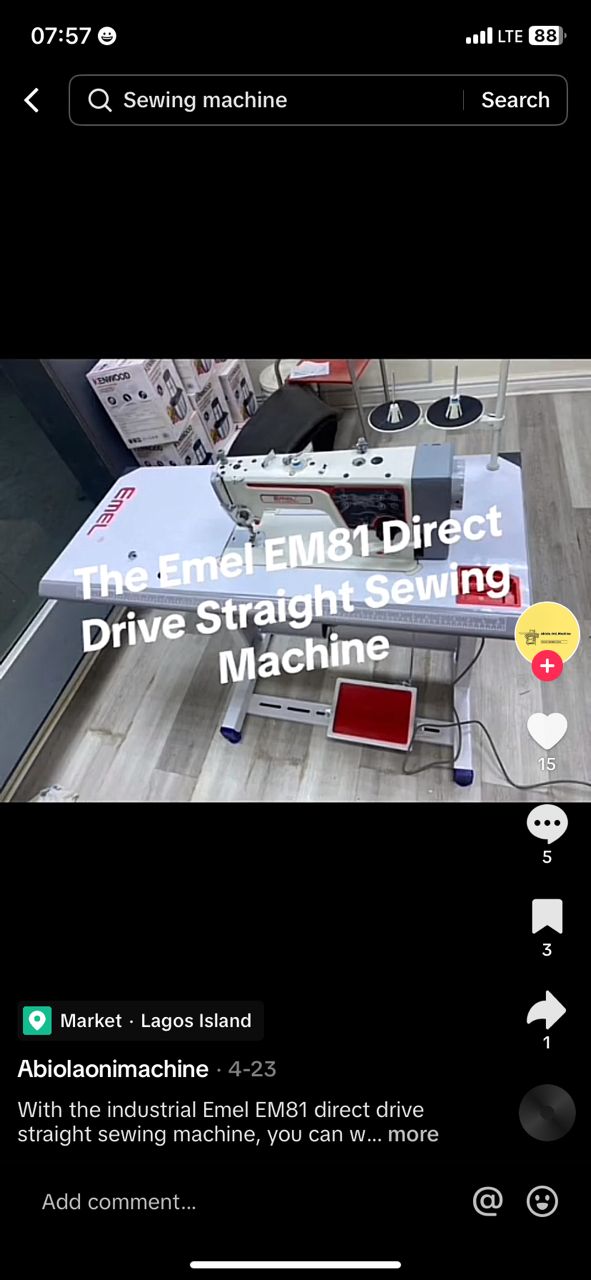 07:57
LTE 88
Sewing machine
Search
KENWOOD
EMEL
EMEL
The Emel EM81 Direct
Drive Straight Sewing
Machine
15
5
3
1
Market · Lagos Island
Abiolaonimachine · 4-23
With the industrial Emel EM81 direct drive
straight sewing machine, you can w... more
Add comment...